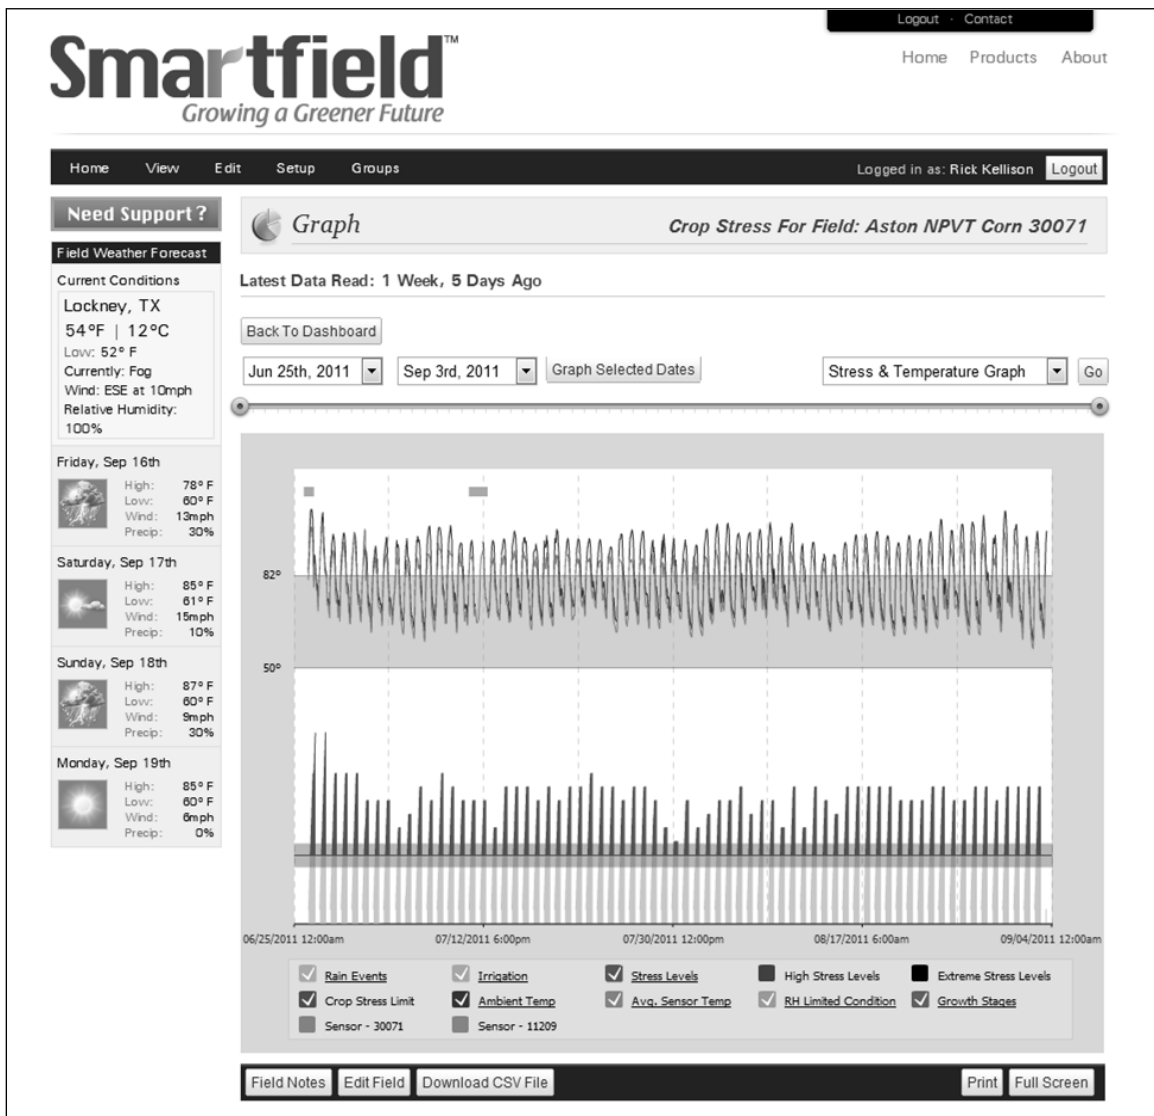 Logout · Contact
Smartfield™
Growing a Greener Future
Home Products About
Home View Edit Setup Groups Logged in as: Rick Kellison Logout
Need Support?
Field Weather Forecast
Current Conditions
Lockney, TX
54°F | 12°C
Low: 52° F
Currently: Fog
Wind: ESE at 10mph
Relative Humidity:
100%
Friday, Sep 16th
High: 78° F
Low: 60° F
Wind: 13mph
Precip: 30%
Saturday, Sep 17th
High: 85° F
Low: 61° F
Wind: 15mph
Precip: 10%
Sunday, Sep 18th
High: 87° F
Low: 60° F
Wind: 9mph
Precip: 30%
Monday, Sep 19th
High: 85° F
Low: 60° F
Wind: 6mph
Precip: 0%
Graph Crop Stress For Field: Aston NPVT Corn 30071
Latest Data Read: 1 Week, 5 Days Ago
Back To Dashboard
Jun 25th, 2011 Sep 3rd, 2011 Graph Selected Dates Stress & Temperature Graph Go
82°
50°
06/25/2011 12:00am 07/12/2011 6:00pm 07/30/2011 12:00pm 08/17/2011 6:00am 09/04/2011 12:00am
Rain Events Irrigation Stress Levels High Stress Levels Extreme Stress Levels
Crop Stress Limit Ambient Temp Avg. Sensor Temp RH Limited Condition Growth Stages
Sensor - 30071 Sensor - 11209
Field Notes Edit Field Download CSV File Print Full Screen